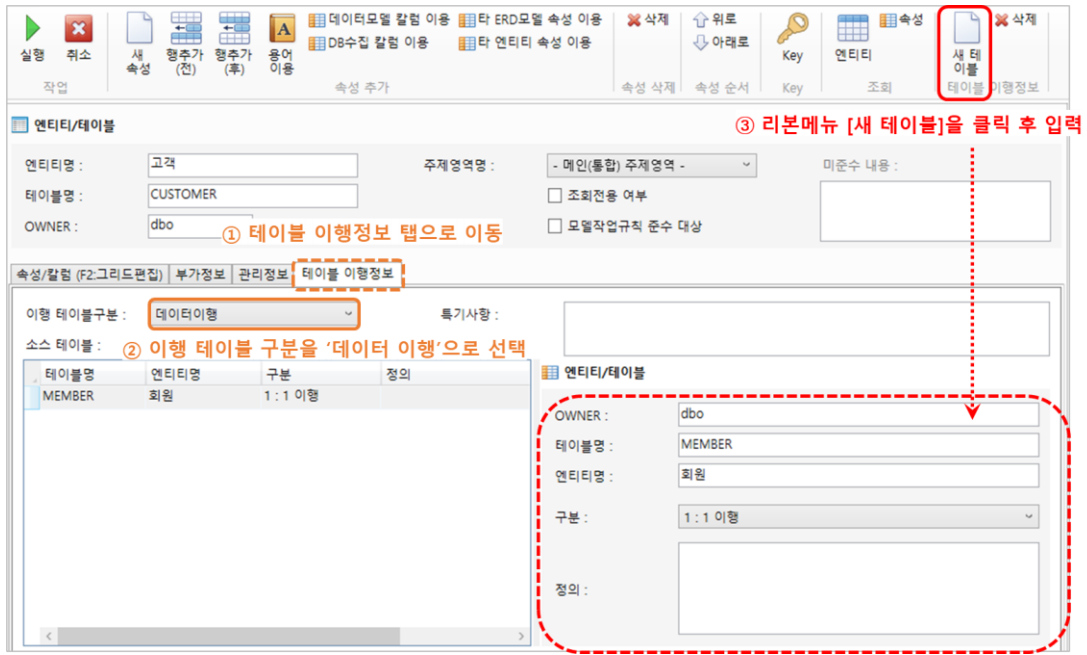 데이터모델 칼럼 이용 타 ERD모델 속성 이용 삭제 위로 속성 삭제
DB수집 칼럼 이용 타 엔티티 속성 이용 아래로
실행 취소 새 속성 행추가 (전) 행추가 (후) 용어 이용 Key 엔티티 새 테이블
작업 속성 추가 속성 삭제 속성 순서 Key 조회 테이블 이행정보
엔티티/테이블
③ 리본메뉴 [새 테이블]을 클릭 후 입력
엔티티명 : 고객 주제영역명 : - 메인(통합) 주제영역 - 미준수 내용 :
테이블명 : CUSTOMER 조회전용 여부
OWNER : dbo 모델작업규칙 준수 대상
① 테이블 이행정보 탭으로 이동
속성/칼럼 (F2:그리드편집) 부가정보 관리정보 테이블 이행정보
이행 테이블구분 : 데이터이행 특기사항 :
소스 테이블 :
② 이행 테이블 구분을 ‘데이터 이행’으로 선택
테이블명 엔티티명 구분 정의
MEMBER 회원 1 : 1 이행
엔티티/테이블
OWNER : dbo
테이블명 : MEMBER
엔티티명 : 회원
구분 : 1 : 1 이행
정의 :